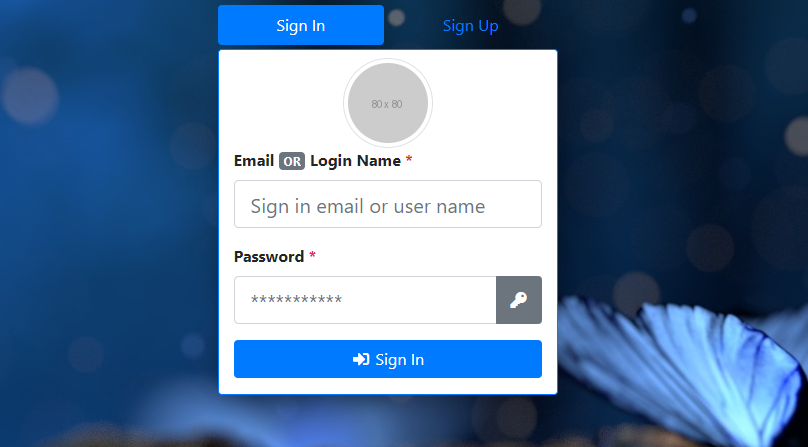 Sign In
Sign Up
80 x 80
Email OR Login Name *
Sign in email or user name
Password *
***********
Sign In